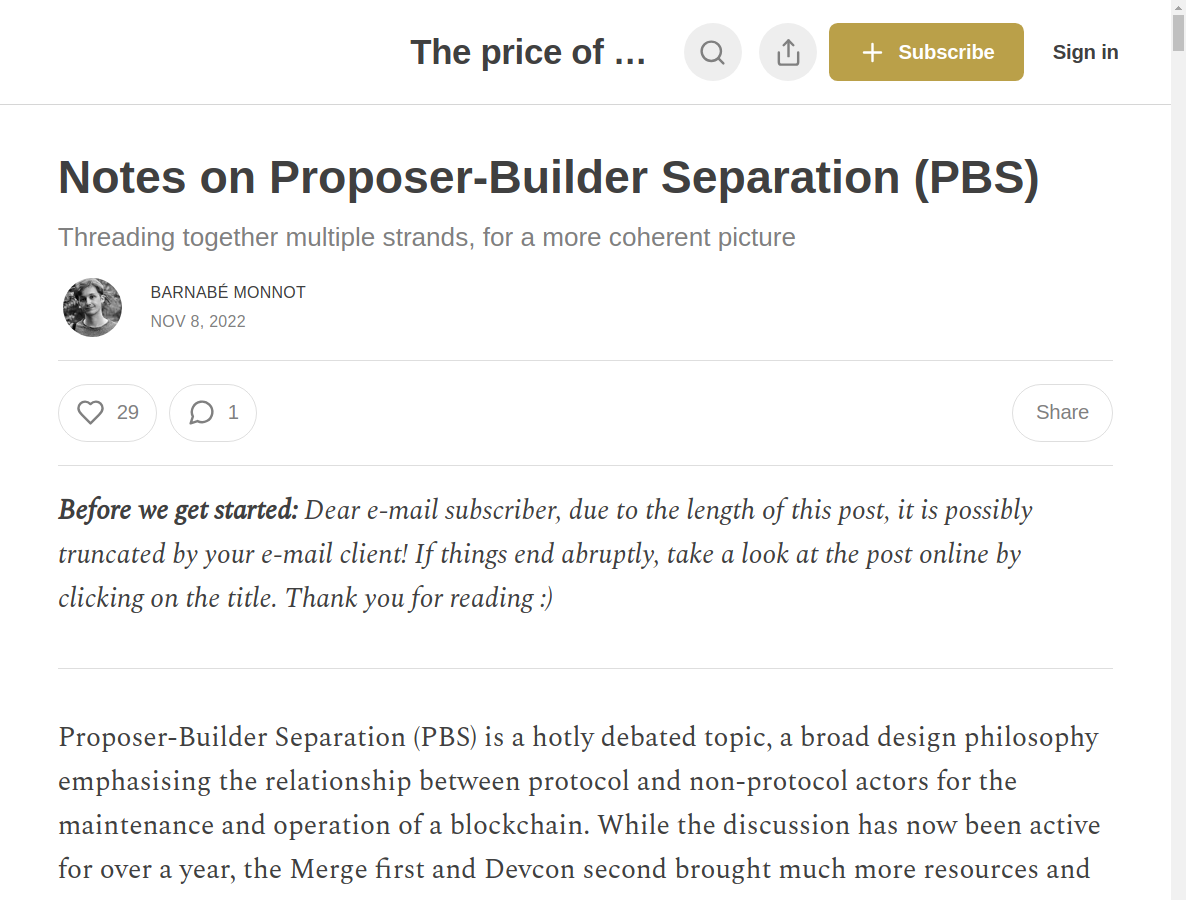 The price of ...
Subscribe
Sign in
Notes on Proposer-Builder Separation (PBS)
Threading together multiple strands, for a more coherent picture
BARNABÉ MONNOT
NOV 8, 2022
29
1
Share
Before we get started: Dear e-mail subscriber, due to the length of this post, it is possibly
truncated by your e-mail client! If things end abruptly, take a look at the post online by
clicking on the title. Thank you for reading :)
Proposer-Builder Separation (PBS) is a hotly debated topic, a broad design philosophy
emphasising the relationship between protocol and non-protocol actors for the
maintenance and operation of a blockchain. While the discussion has now been active
for over a year, the Merge first and Devcon second brought much more resources and